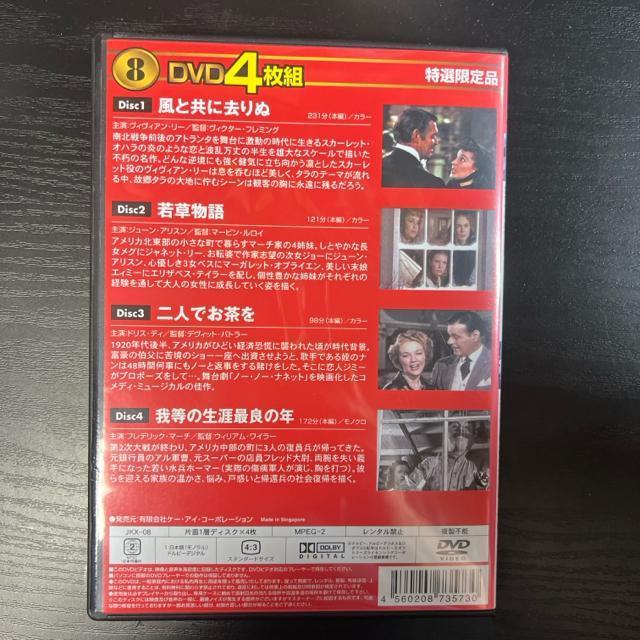 8 DVD4枚組
特選限定品
Disc1 風と共に去りぬ
231分(本編)/カラー
主演:ヴィヴィアン・リー/監督:ヴィクター・フレミング
南北戦争前後のアトランタを舞台に激動の時代に生きるスカーレット・
オハラの炎のような恋と波乱万丈の半生を雄大なスケールで描いた
不朽の名作。どんな逆境にも強く健気に立ち向かう凛としたスカーレ
ット役のヴィヴィアン・リーは息を呑むほど美しく、タラのテーマが流れ
る中、故郷タラの大地に佇むシーンは観客の胸に永遠に残るだろう。
Disc2 若草物語
121分(本編)/カラー
主演:ジューン・アリスン/監督:マービン・ルロイ
アメリカ北東部の小さな町で暮らすマーチ家の4姉妹。しとやかな長
女メグにジャネット・リー、お転婆で作家志望の次女ジョーにジューン・
アリスン、心優しき3女ベスにマーガレット・オブライエン、美しい末娘
エイミーにエリザベス・テイラーを配し、個性豊かな姉妹がそれぞれの
経験を通して大人の女性に成長していく姿を描く。
Disc3 二人でお茶を
98分(本編)/カラー
主演:ドリス・デイ/監督:デヴィット・バトラー
1920年代後半、アメリカがひどい経済恐慌に襲われた頃が時代背景。
富豪の伯父に苦境のショー一座へ出資させようと、歌手である姪のナ
ンは48時間何事にもノーと返事をする賭けをした。そこに恋人ジミー
がプロポーズをして…。舞台劇「ノー・ノー・ナネット」を映画化したコ
メディ・ミュージカルの佳作。
Disc4 我等の生涯最良の年
172分(本編)/モノクロ
主演:フレデリック・マーチ/監督:ウィリアム・ワイラー
第2次大戦が終わり、アメリカ中部の町に3人の復員兵が帰ってきた。
元銀行員のアル軍曹、元スーパーの店員フレッド大尉、両腕を失い義
手になった若い水兵ホーマー(実際の傷痍軍人が演じ、胸を打つ)。彼
らを迎える家族の温かさ、悩み、戸惑いと帰還兵の社会復帰を描く。
●発売元:有限会社ケー・アイ・コーポレーション
Made in Singapore
JKX-08 片面1層ディスク×4枚 MPEG-2 レンタル禁止 複製不能
2
1:日本語(モノラル)
ドルビーデジタル
4:3
スタンダードサイズ
DOLBY
DIGITAL
DVD
VIDEO
4 560208 735730